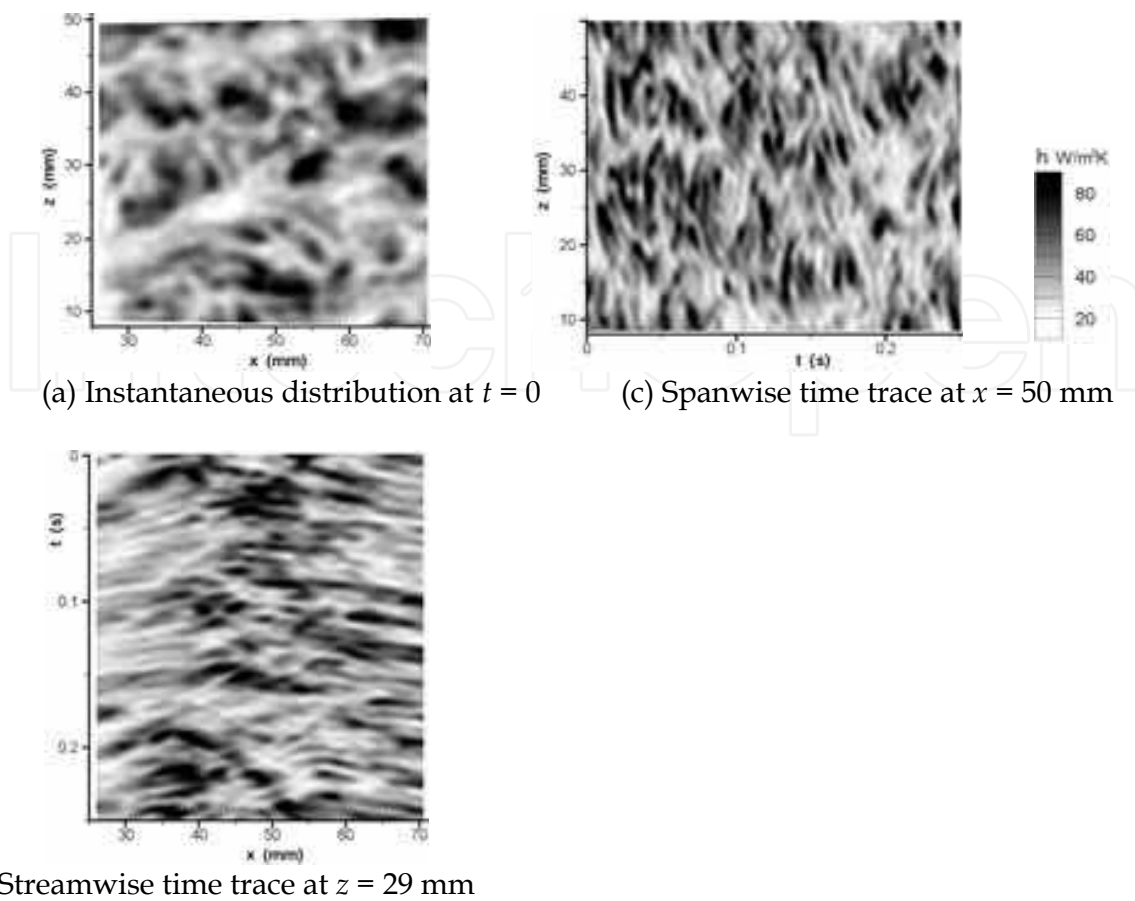 50
40
30
20
10
z (mm)
30 40 50 60 70
x (mm)
(a) Instantaneous distribution at t = 0
40
30
20
10
z (mm)
0 0.1 0.2
t (s)
(c) Spanwise time trace at x = 50 mm
h W/m²K
80
60
40
20
0
0.1
0.2
t (s)
30 40 50 60 70
x (mm)
Streamwise time trace at z = 29 mm